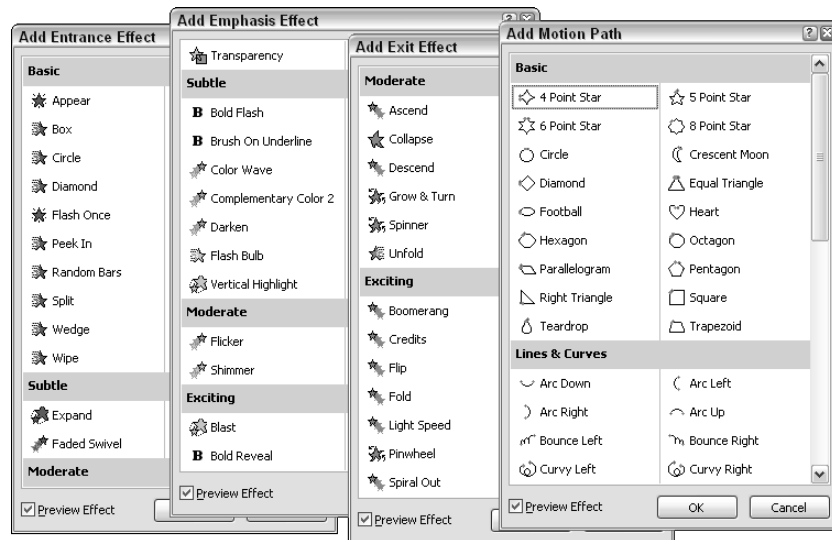 Add Entrance Effect
Basic
Appear
Box
Circle
Diamond
Flash Once
Peek In
Random Bars
Split
Wedge
Wipe
Subtle
Expand
Faded Swivel
Moderate
Preview Effect
Add Emphasis Effect
Transparency
Subtle
B Bold Flash
B Brush On Underline
Color Wave
Complementary Color 2
Darken
Flash Bulb
Vertical Highlight
Moderate
Flicker
Shimmer
Exciting
Blast
B Bold Reveal
Preview Effect
Add Exit Effect
Moderate
Ascend
Collapse
Descend
Grow & Turn
Spinner
Unfold
Exciting
Boomerang
Credits
Flip
Fold
Light Speed
Pinwheel
Spiral Out
Preview Effect
Add Motion Path
Basic
4 Point Star 5 Point Star
6 Point Star 8 Point Star
Circle Crescent Moon
Diamond Equal Triangle
Football Heart
Hexagon Octagon
Parallelogram Pentagon
Right Triangle Square
Teardrop Trapezoid
Lines & Curves
Arc Down Arc Left
Arc Right Arc Up
Bounce Left Bounce Right
Curvy Left Curvy Right
Preview Effect OK Cancel